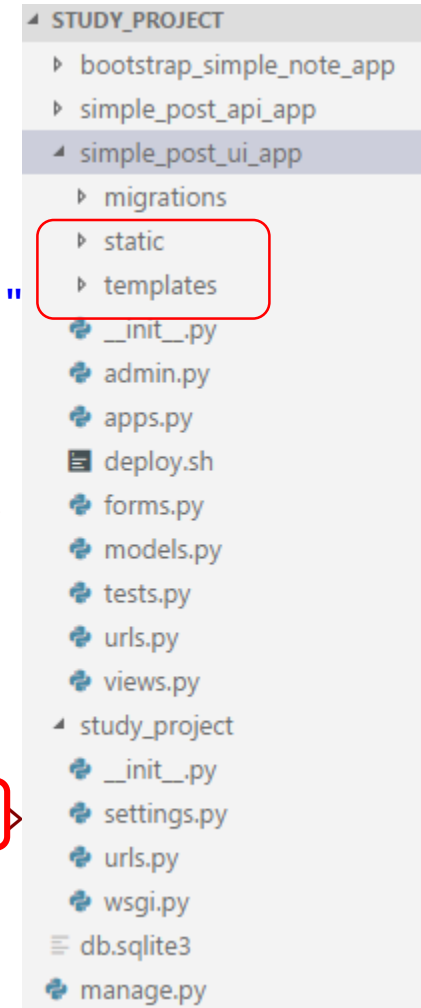 STUDY_PROJECT
bootstrap_simple_note_app
simple_post_api_app
simple_post_ui_app
migrations
static
templates
"
__init__.py
admin.py
apps.py
deploy.sh
forms.py
models.py
tests.py
urls.py
views.py
study_project
__init__.py
settings.py
>
urls.py
wsgi.py
db.sqlite3
manage.py